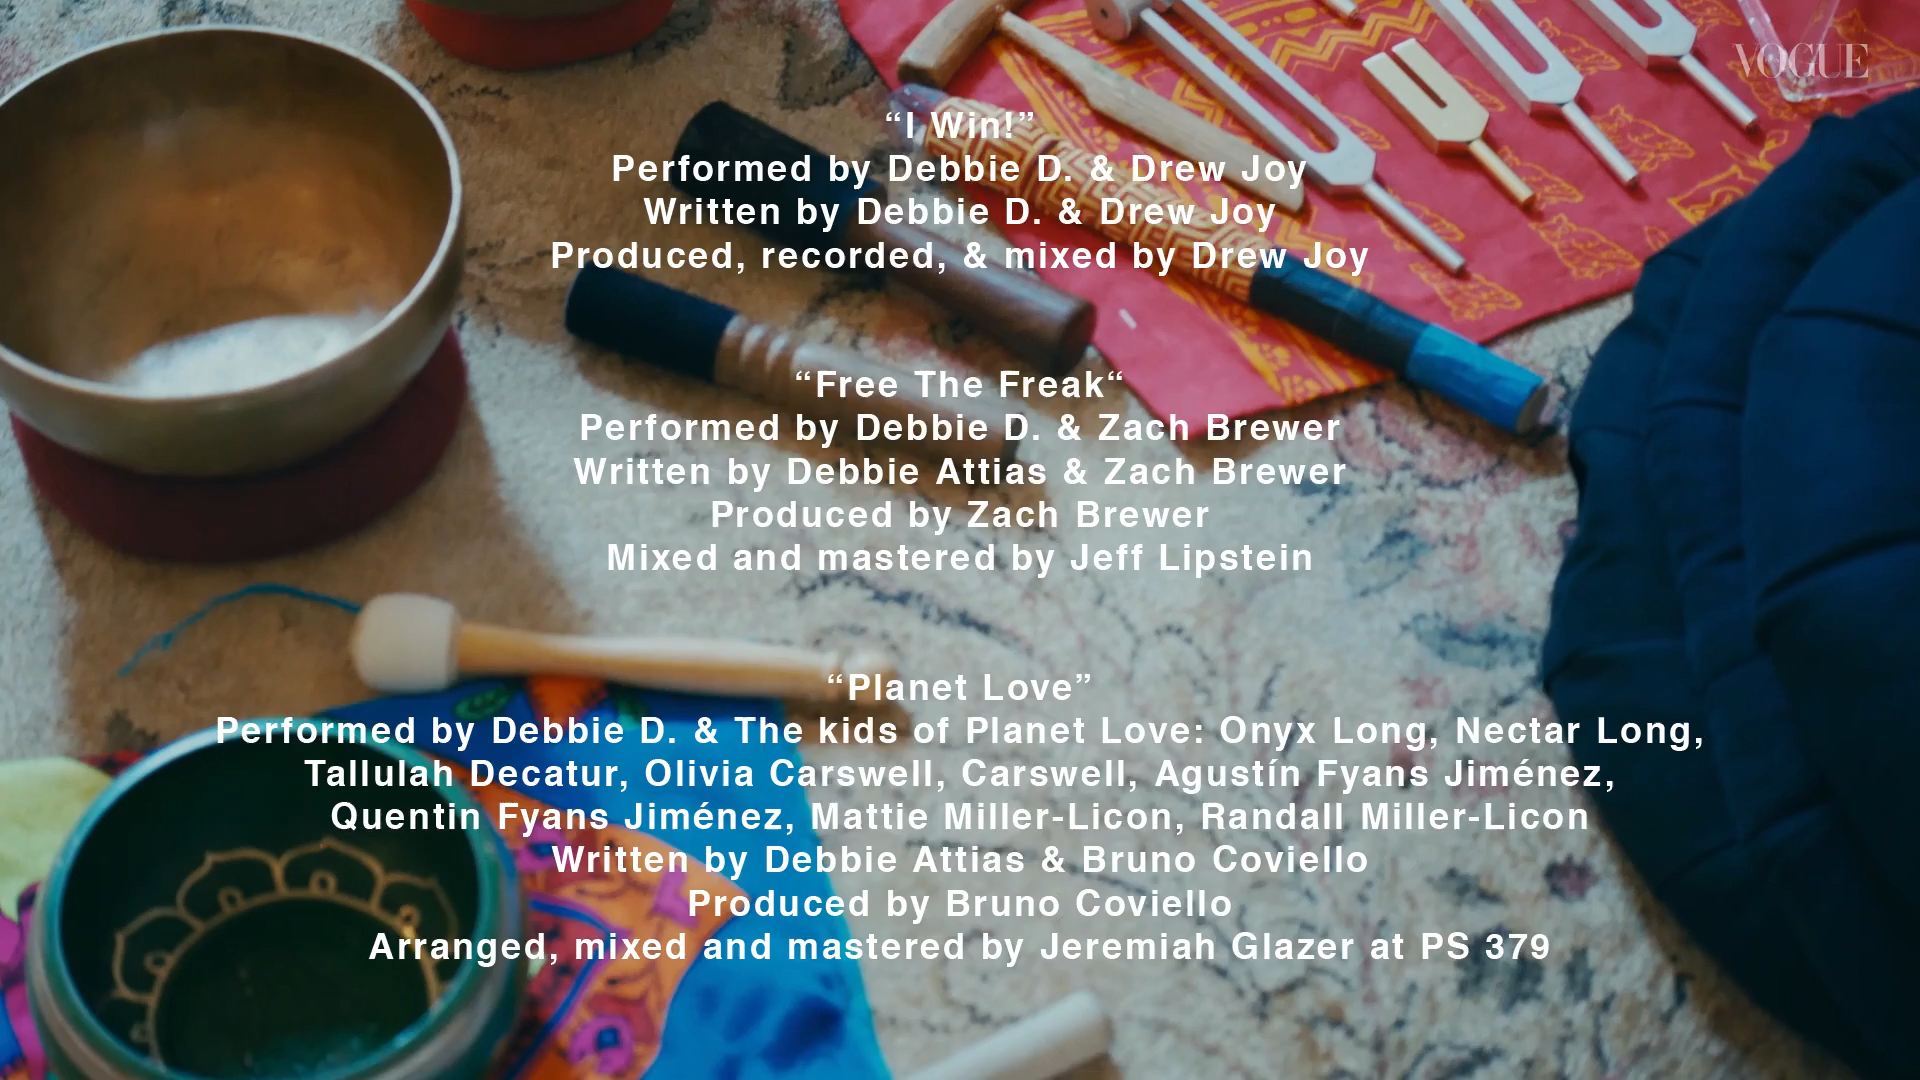 VOGUE
“I Win!”
Performed by Debbie D. & Drew Joy
Written by Debbie D. & Drew Joy
Produced, recorded, & mixed by Drew Joy
“Free The Freak“
Performed by Debbie D. & Zach Brewer
Written by Debbie Attias & Zach Brewer
Produced by Zach Brewer
Mixed and mastered by Jeff Lipstein
“Planet Love”
Performed by Debbie D. & The kids of Planet Love: Onyx Long, Nectar Long,
Tallulah Decatur, Olivia Carswell, Carswell, Agustín Fyans Jiménez,
Quentin Fyans Jiménez, Mattie Miller-Licon, Randall Miller-Licon
Written by Debbie Attias & Bruno Coviello
Produced by Bruno Coviello
Arranged, mixed and mastered by Jeremiah Glazer at PS 379